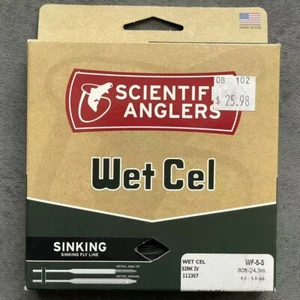 SCIENTIFIC
ANGLERS
08 102
$ 25.98
Wet Cel
SINKING
SINKING FLY LINE
WET CEL
SINK IV
112307
WF-6-S
80ft/24.3m